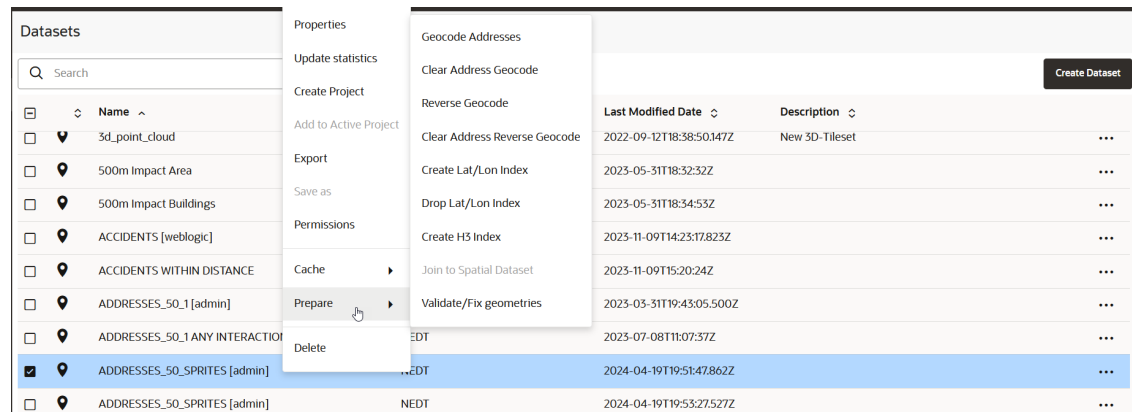 Datasets
Search
Create Dataset
Name Last Modified Date Description
3d_point_cloud 2022-09-12T18:38:50.147Z New 3D-Tileset
500m Impact Area 2023-05-31T18:32:32Z
500m Impact Buildings 2023-05-31T18:34:53Z
ACCIDENTS [weblogic] 2023-11-09T14:23:17.823Z
ACCIDENTS WITHIN DISTANCE 2023-11-09T15:20:24Z
ADDRESSES_50_1 [admin] 2023-03-31T19:43:05.500Z
ADDRESSES_50_1 ANY INTERACTION NEDT 2023-07-08T11:07:37Z
ADDRESSES_50_SPRITES [admin] NEDT 2024-04-19T19:51:47.862Z
ADDRESSES_50_SPRITES [admin] NEDT 2024-04-19T19:53:27.527Z
Properties
Update statistics
Create Project
Add to Active Project
Export
Save as
Permissions
Cache
Prepare
Delete
Geocode Addresses
Clear Address Geocode
Reverse Geocode
Clear Address Reverse Geocode
Create Lat/Lon Index
Drop Lat/Lon Index
Create H3 Index
Join to Spatial Dataset
Validate/Fix geometries